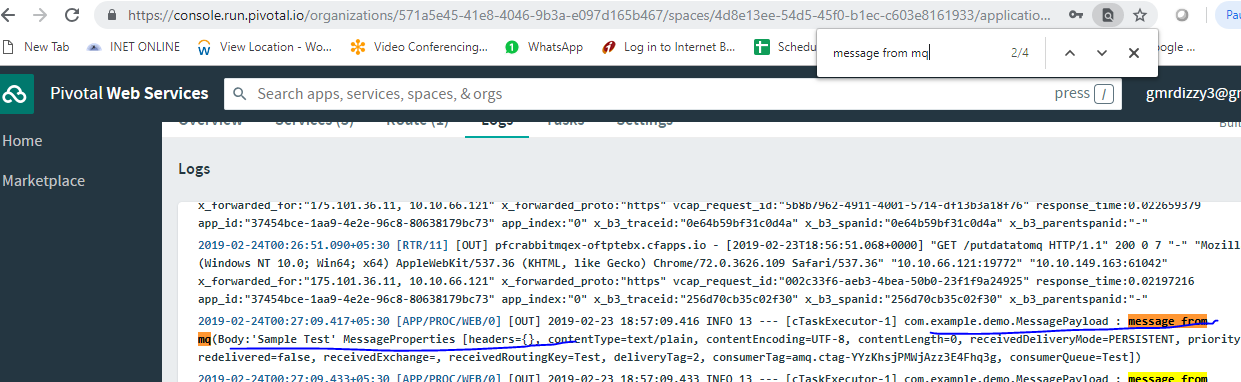 https://console.run.pivotal.io/organizations/571a5e45-41e8-4046-9b3a-e097d165b467/spaces/4d8e13ee-54d5-45f0-b1ec-c603e8161933/applicatio...
Pau
New Tab
INET ONLINE
View Location - Wo...
Video Conferencing...
WhatsApp
Log in to Internet B...
Schedu
ogle ...
message from mq
2/4
Pivotal Web Services
Search apps, services, spaces, & orgs
press /
gmrdizzy3@gm
Home
Marketplace
Overview
Services (3)
Route (1)
Logs
Tasks
Settings
Logs
x_forwarded_for:"175.101.36.11, 10.10.66.121" x_forwarded_proto:"https" vcap_request_id:"5b8b7962-4911-4001-5714-df13b3a18f76" response_time:0.022659379
app_id:"37454bce-1aa9-4e2e-96c8-80638179bc73" app_index:"0" x_b3_traceid:"0e64b59bf31c0d4a" x_b3_spanid:"0e64b59bf31c0d4a" x_b3_parentspanid:"-"
2019-02-24T00:26:51.090+05:30 [RTR/11] [OUT] pfcrabbitmqex-oftptebx.cfapps.io - [2019-02-23T18:56:51.068+0000] "GET /putdatatomq HTTP/1.1" 200 0 7 "-" "Mozill
(Windows NT 10.0; Win64; x64) AppleWebKit/537.36 (KHTML, like Gecko) Chrome/72.0.3626.109 Safari/537.36" "10.10.66.121:19772" "10.10.149.163:61042"
x_forwarded_for:"175.101.36.11, 10.10.66.121" x_forwarded_proto:"https" vcap_request_id:"002c33f6-aeb3-4bea-50b0-23f1f9a24925" response_time:0.02197216
app_id:"37454bce-1aa9-4e2e-96c8-80638179bc73" app_index:"0" x_b3_traceid:"256d70cb35c02f30" x_b3_spanid:"256d70cb35c02f30" x_b3_parentspanid:"-"
2019-02-24T00:27:09.417+05:30 [APP/PROC/WEB/0] [OUT] 2019-02-23 18:57:09.416 INFO 13 --- [cTaskExecutor-1] com.example.demo.MessagePayload : message from
mq(Body:'Sample Test' MessageProperties [headers={}, contentType=text/plain, contentEncoding=UTF-8, contentLength=0, receivedDeliveryMode=PERSISTENT, priority
redelivered=false, receivedExchange=, receivedRoutingKey=Test, deliveryTag=2, consumerTag=amq.ctag-YYzKhsjPMWjAzz3E4Fhq3g, consumerQueue=Test])
2019-02-24T00:27:09.433+05:30 [APP/PROC/WEB/0] [OUT] 2019-02-23 18:57:09.433 INFO 13 --- [cTaskExecutor-1] com.example.demo.MessagePayload : message from